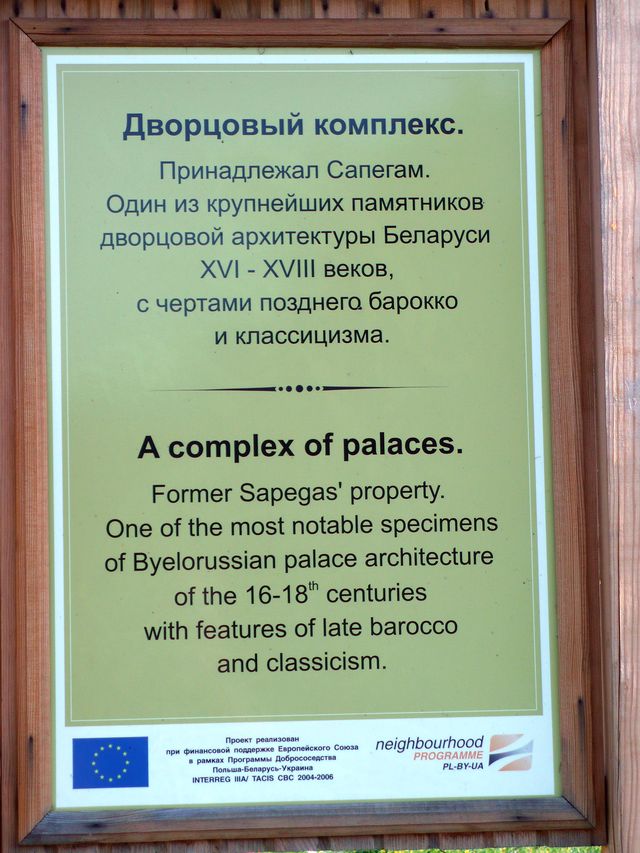 Дворцовый комплекс.
Принадлежал Сапегам.
Один из крупнейших памятников
дворцовой архитектуры Беларуси
XVI - XVIII веков,
с чертами позднего барокко
и классицизма.
A complex of palaces.
Former Sapegas' property.
One of the most notable specimens
of Byelorussian palace architecture
of the 16-18th centuries
with features of late barocco
and classicism.
Проект реализован
при финансовой поддержке Европейского Союза
в рамках Программы Добрососедства
Польша-Беларусь-Украина
INTERREG IIIA/ TACIS CBC 2004-2006
neighbourhood
PROGRAMME
PL-BY-UA